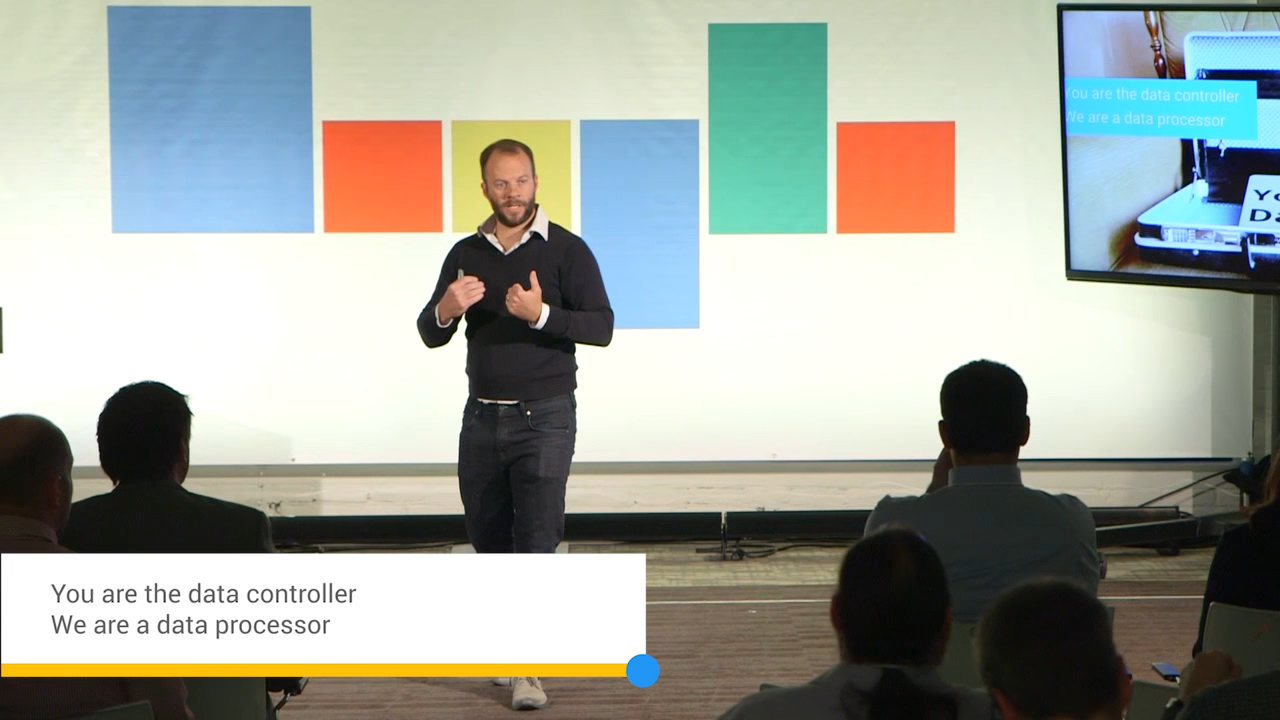 You are the data controller
We are a data processor
You are the data controller
We are a data processor